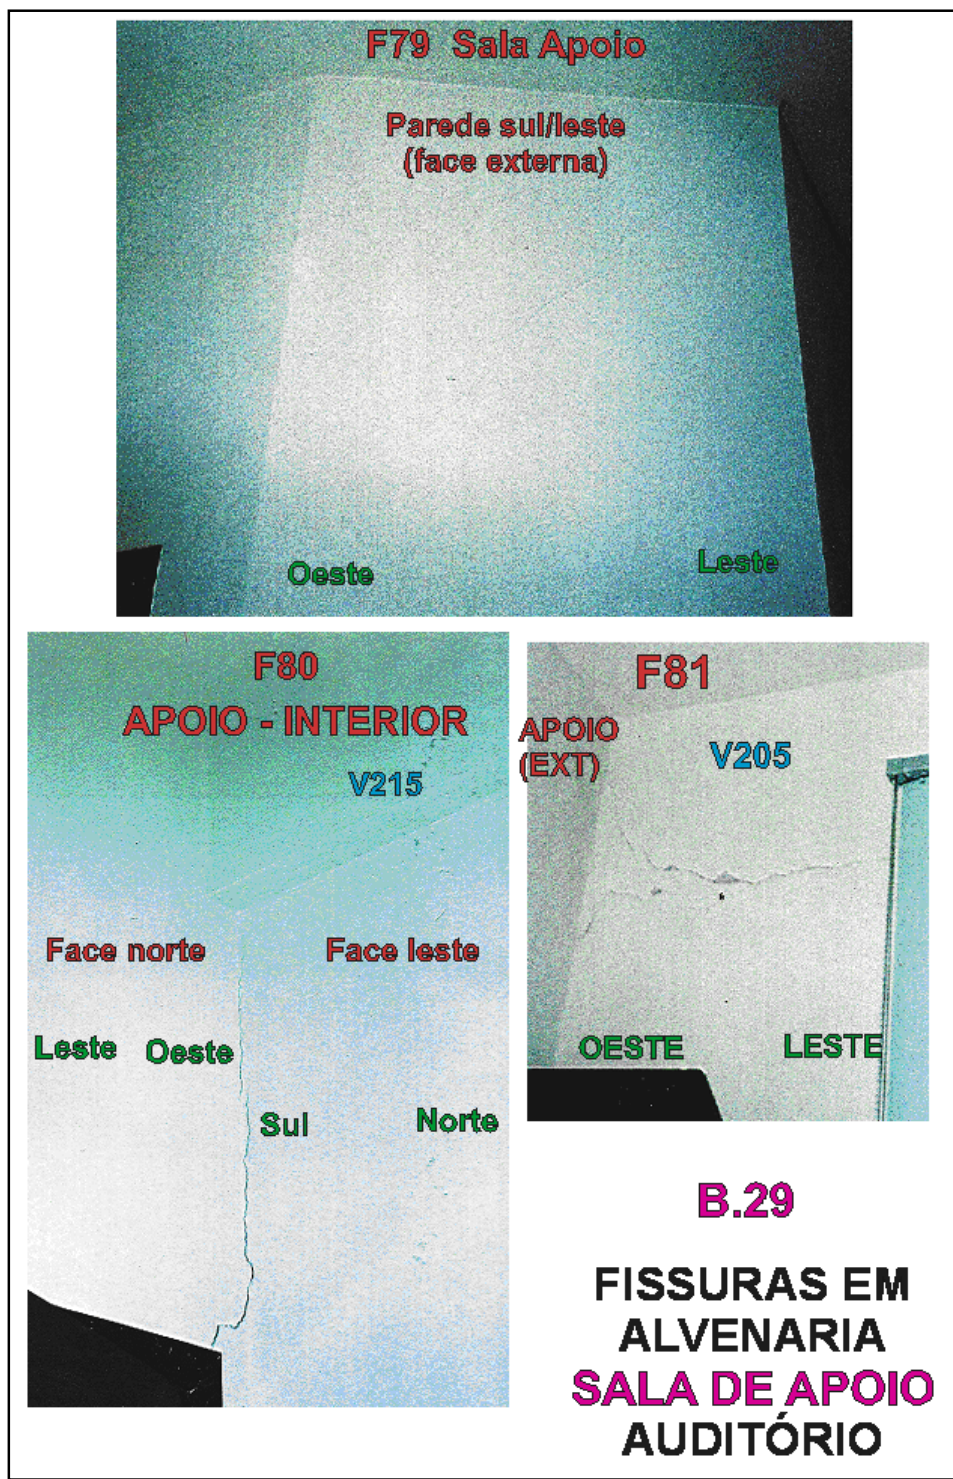 F79 Sala Apoio
Parede sul/leste
(face externa)
Oeste
Leste
F80
APOIO - INTERIOR
V215
Face norte
Face leste
Leste
Oeste
Sul
Norte
F81
APOIO
(EXT)
V205
OESTE
LESTE
B.29
FISSURAS EM
ALVENARIA
SALA DE APOIO
AUDITÓRIO